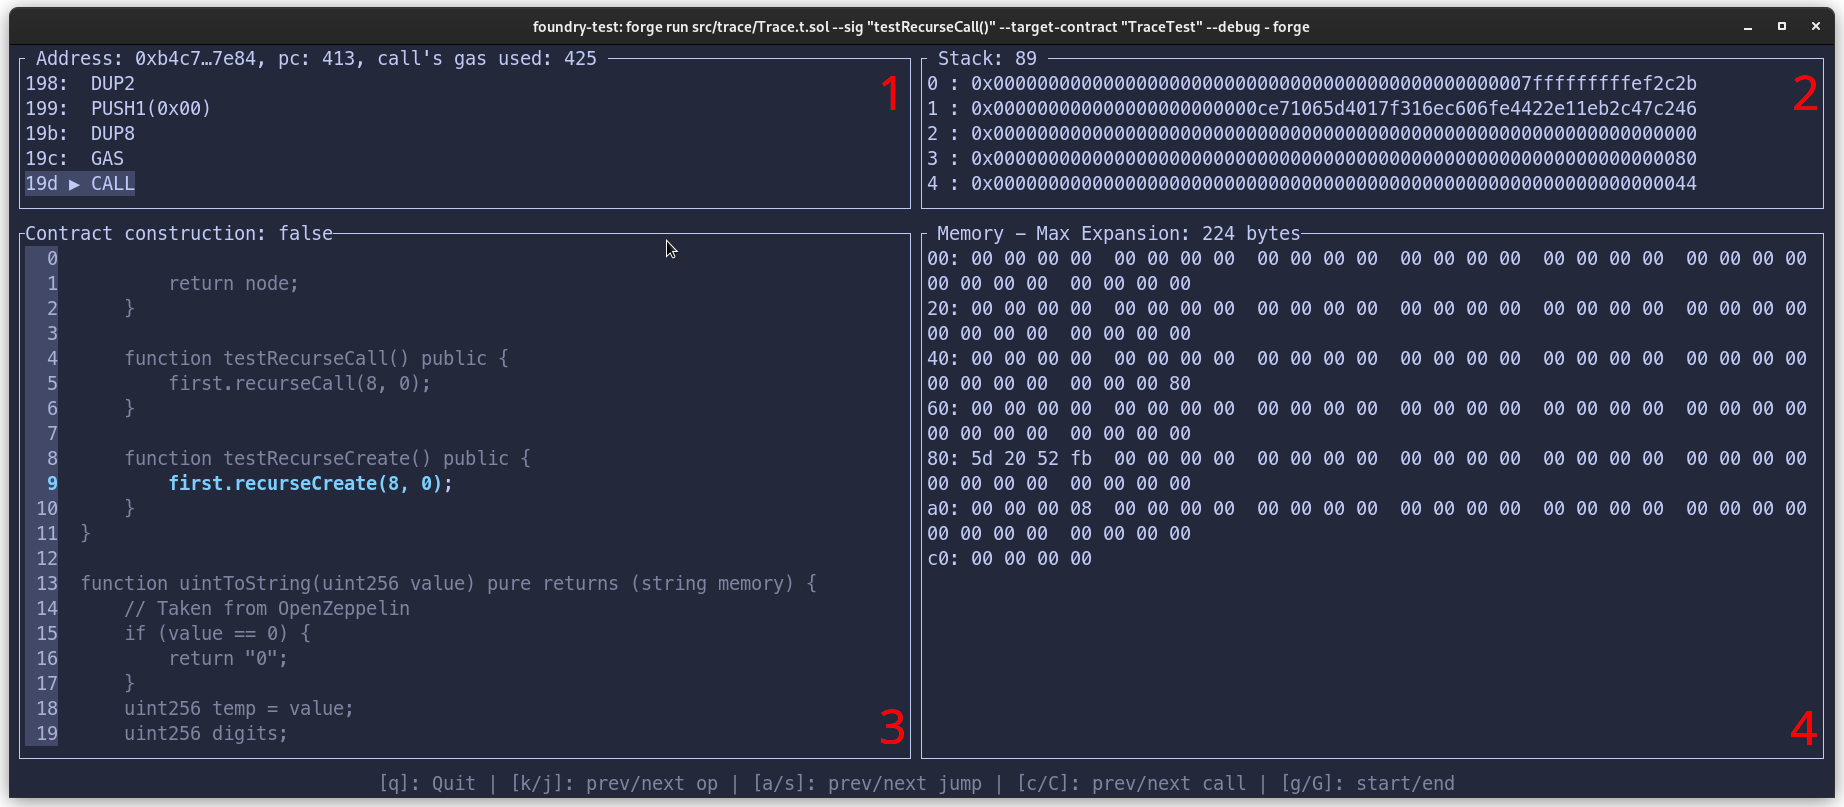 foundry-test: forge run src/trace/Trace.t.sol --sig "testRecurseCall()" --target-contract "TraceTest" --debug - forge
Address: 0xb4c7…7e84, pc: 413, call's gas used: 425
198: DUP2
199: PUSH1(0x00)
19b: DUP8
19c: GAS
19d ▶ CALL
1
Stack: 89
0 : 0x0000000000000000000000000000000000000000000000000007fffffffffef2c2b
1 : 0x000000000000000000000000ce71065d4017f316ec606fe4422e11eb2c47c246
2 : 0x0000000000000000000000000000000000000000000000000000000000000000
3 : 0x0000000000000000000000000000000000000000000000000000000000000080
4 : 0x0000000000000000000000000000000000000000000000000000000000000044
2
Contract construction: false
0
1 return node;
2 }
3
4 function testRecurseCall() public {
5 first.recurseCall(8, 0);
6 }
7
8 function testRecurseCreate() public {
9 first.recurseCreate(8, 0);
10 }
11 }
12
13 function uintToString(uint256 value) pure returns (string memory) {
14 // Taken from OpenZeppelin
15 if (value == 0) {
16 return "0";
17 }
18 uint256 temp = value;
19 uint256 digits;
3
Memory – Max Expansion: 224 bytes
00: 00 00 00 00 00 00 00 00 00 00 00 00 00 00 00 00 00 00 00 00 00 00 00 00
00 00 00 00 00 00 00 00
20: 00 00 00 00 00 00 00 00 00 00 00 00 00 00 00 00 00 00 00 00 00 00 00 00
00 00 00 00 00 00 00 00
40: 00 00 00 00 00 00 00 00 00 00 00 00 00 00 00 00 00 00 00 00 00 00 00 00
00 00 00 00 00 00 00 80
60: 00 00 00 00 00 00 00 00 00 00 00 00 00 00 00 00 00 00 00 00 00 00 00 00
00 00 00 00 00 00 00 00
80: 5d 20 52 fb 00 00 00 00 00 00 00 00 00 00 00 00 00 00 00 00 00 00 00 00
00 00 00 00 00 00 00 00
a0: 00 00 00 08 00 00 00 00 00 00 00 00 00 00 00 00 00 00 00 00 00 00 00 00
00 00 00 00 00 00 00 00
c0: 00 00 00 00
4
[q]: Quit | [k/j]: prev/next op | [a/s]: prev/next jump | [c/C]: prev/next call | [g/G]: start/end